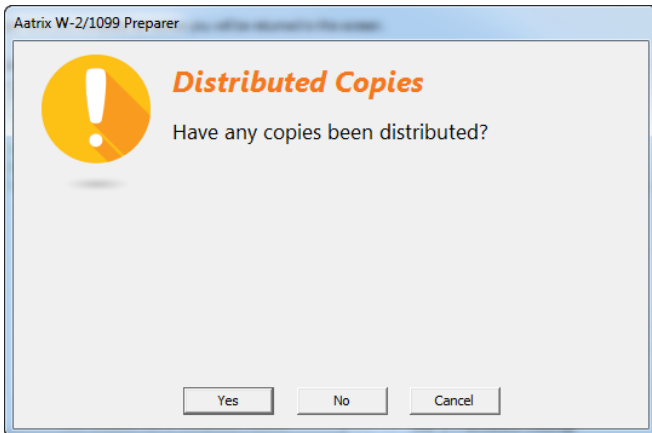 Aatrix W-2/1099 Preparer
Distributed Copies
Have any copies been distributed?
Yes
No
Cancel